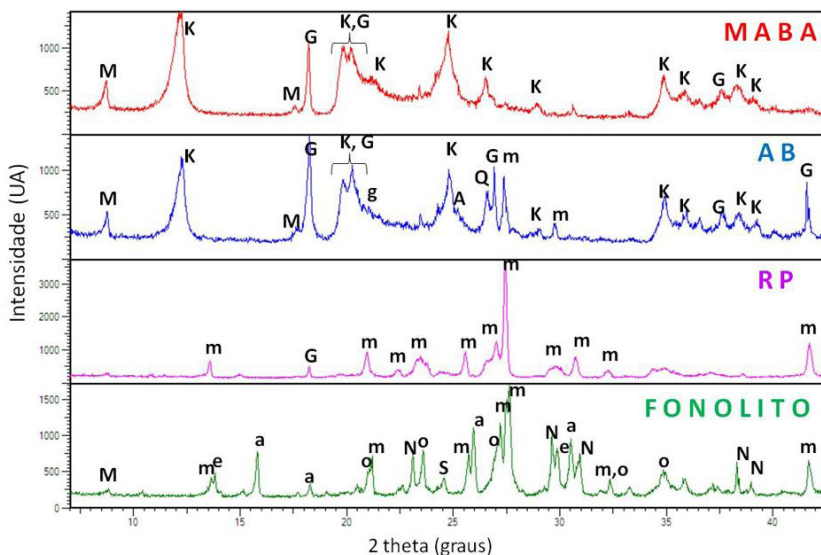 Intensidade (UA)
M A B A
1000
500
M K M G K,G K K K K K K G K K
A B
1000
500
M K M G K, G g K A Q G m K m K K G K K G
R P
3000
2000
1000
m G m m m m m m m m m m
F O N O L I T O
1500
1000
500
0
M m e a a o m N o S m a o m m N e a N m,o o N N m
10 15 20 25 30 35 40
2 theta (graus)